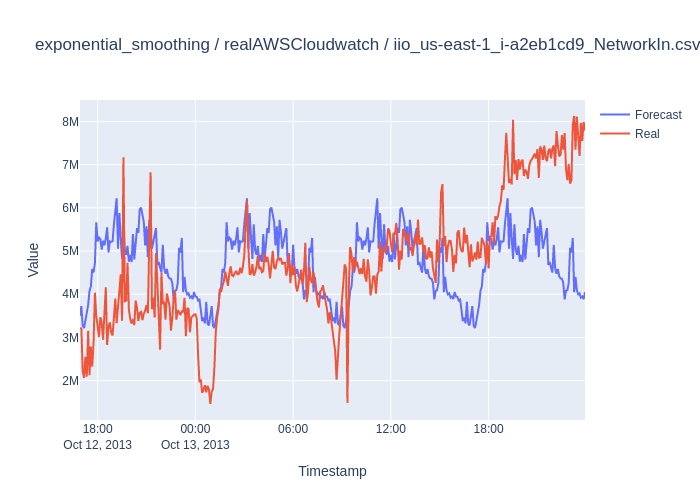 exponential_smoothing / realAWSCloudwatch / iio_us-east-1_i-a2eb1cd9_NetworkIn.csv
Forecast
Real
8M
7M
6M
5M
4M
3M
2M
Value
18:00 00:00 06:00 12:00 18:00
Oct 12, 2013 Oct 13, 2013
Timestamp